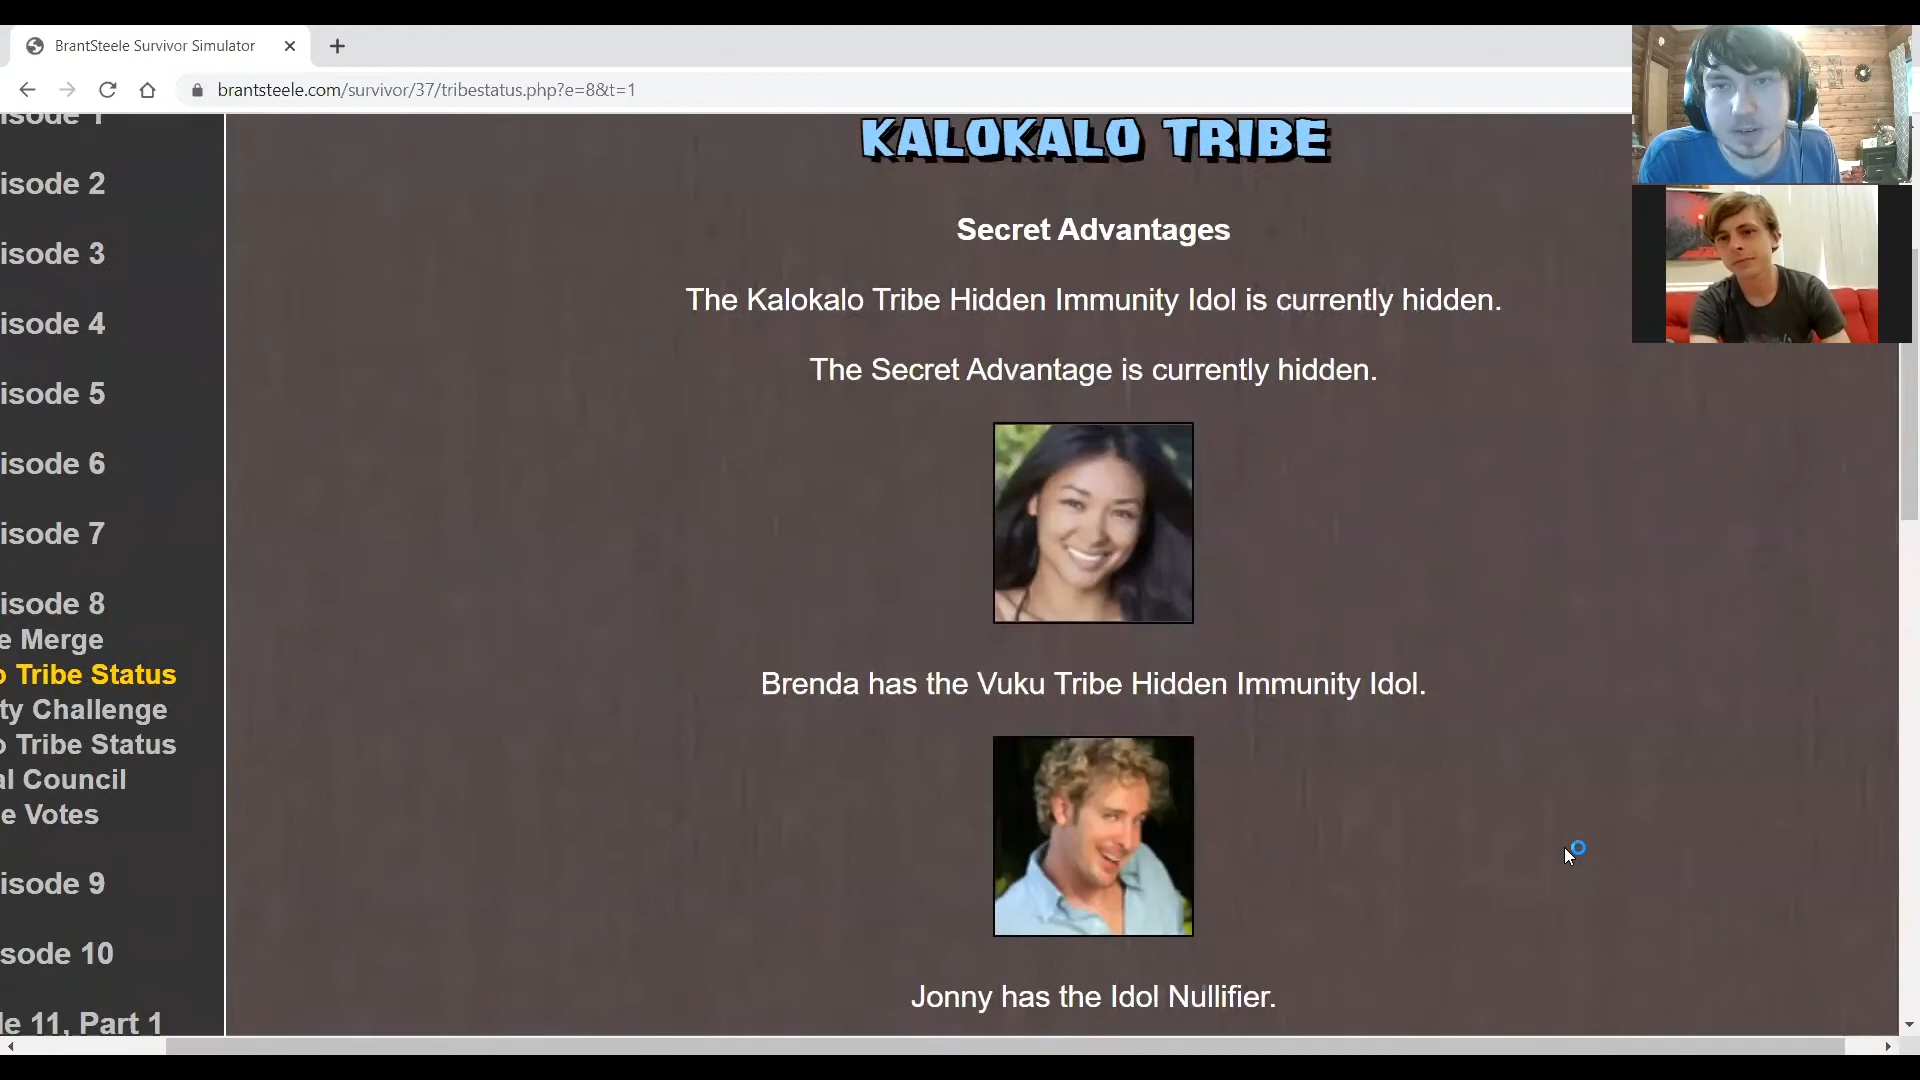 BrantSteele Survivor Simulator
brantsteele.com/survivor/37/tribestatus.php?e=8&t=1
isode 1
isode 2
isode 3
isode 4
isode 5
isode 6
isode 7
isode 8
e Merge
o Tribe Status
ty Challenge
o Tribe Status
al Council
e Votes
isode 9
sode 10
le 11, Part 1
KALOKALO TRIBE
Secret Advantages
The Kalokalo Tribe Hidden Immunity Idol is currently hidden.
The Secret Advantage is currently hidden.
Brenda has the Vuku Tribe Hidden Immunity Idol.
Jonny has the Idol Nullifier.